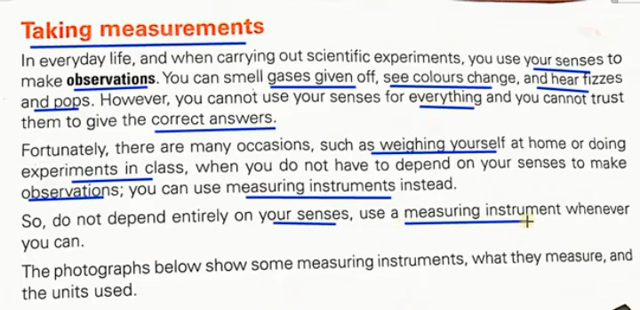 Taking measurements
In everyday life, and when carrying out scientific experiments, you use your senses to
make observations. You can smell gases given off, see colours change, and hear fizzes
and pops. However, you cannot use your senses for everything and you cannot trust
them to give the correct answers.
Fortunately, there are many occasions, such as weighing yourself at home or doing
experiments in class, when you do not have to depend on your senses to make
observations; you can use measuring instruments instead.
So, do not depend entirely on your senses, use a measuring instrument whenever
you can.
The photographs below show some measuring instruments, what they measure, and
the units used.